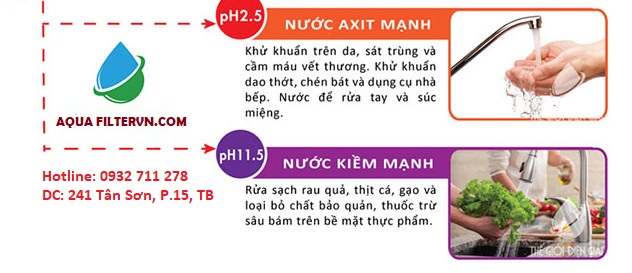 pH2.5
NƯỚC AXIT MẠNH
Khử khuẩn trên da, sát trùng và
cầm máu vết thương. Khử khuẩn
dao thớt, chén bát và dụng cụ nhà
bếp. Nước để rửa tay và súc
miệng.
THẾ GIỚI ĐIỆN GIẢI
AQUA FILTERVN.COM
pH11.5
NƯỚC KIỀM MẠNH
Rửa sạch rau quả, thịt cá, gạo và
loại bỏ chất bảo quản, thuốc trừ
sâu bám trên bề mặt thực phẩm.
THẾ GIỚI ĐIỆN GIẢI
Hotline: 0932 711 278
DC: 241 Tân Sơn, P.15, TB